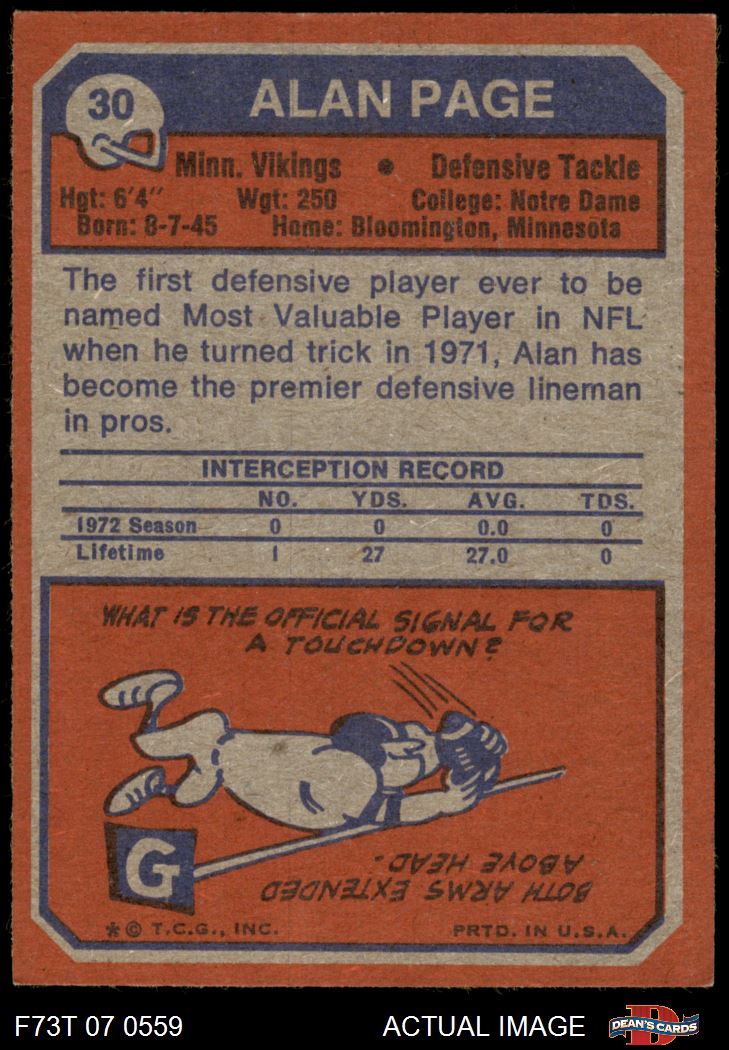 30
ALAN PAGE
Minn. Vikings • Defensive Tackle
Hgt: 6'4" Wgt: 250 College: Notre Dame
Born: 8-7-45 Home: Bloomington, Minnesota
The first defensive player ever to be
named Most Valuable Player in NFL
when he turned trick in 1971, Alan has
become the premier defensive lineman
in pros.
INTERCEPTION RECORD
NO. YDS. AVG. TDS.
1972 Season 0 0 0.0 0
Lifetime 1 27 27.0 0
WHAT IS THE OFFICIAL SIGNAL FOR
A TOUCHDOWN?
G
BOTH ARMS EXTENDED
ABOVE HEAD.
* © T.C.G., INC. PRTD. IN U.S.A.
F73T 07 0559 ACTUAL IMAGE D DEAN'S CARDS